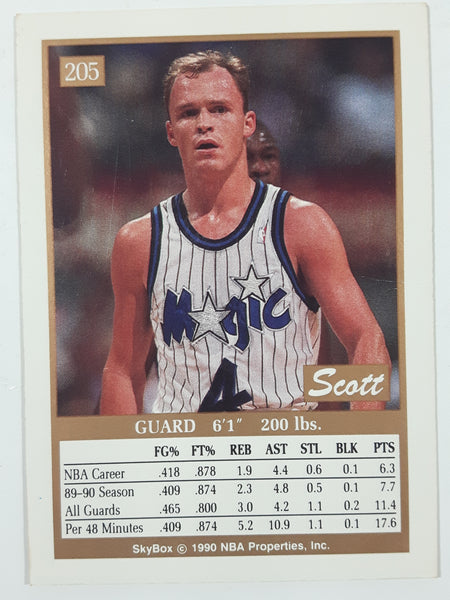 205
Magic
4
Scott
GUARD 6'1" 200 lbs.
FG% FT% REB AST STL BLK PTS
NBA Career .418 .878 1.9 4.4 0.6 0.1 6.3
89-90 Season .409 .874 2.3 4.8 0.5 0.1 7.7
All Guards .465 .800 3.0 4.2 1.1 0.2 11.4
Per 48 Minutes .409 .874 5.2 10.9 1.1 0.1 17.6
SkyBox © 1990 NBA Properties, Inc.